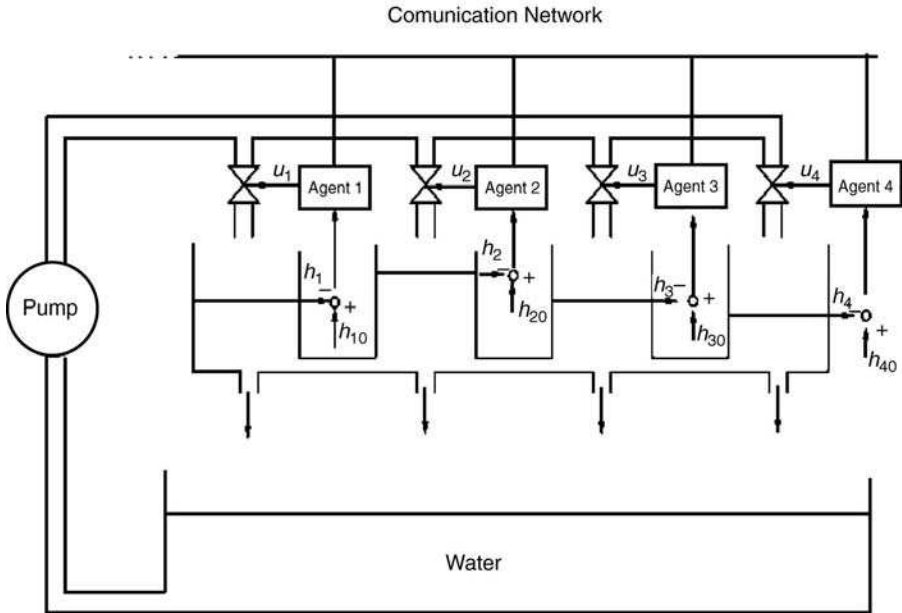 Comunication Network
u1
Agent 1
u2
Agent 2
u3
Agent 3
u4
Agent 4
Pump
h1
−
+
h10
h2
−
+
h20
h3
−
+
h30
h4
−
+
h40
Water